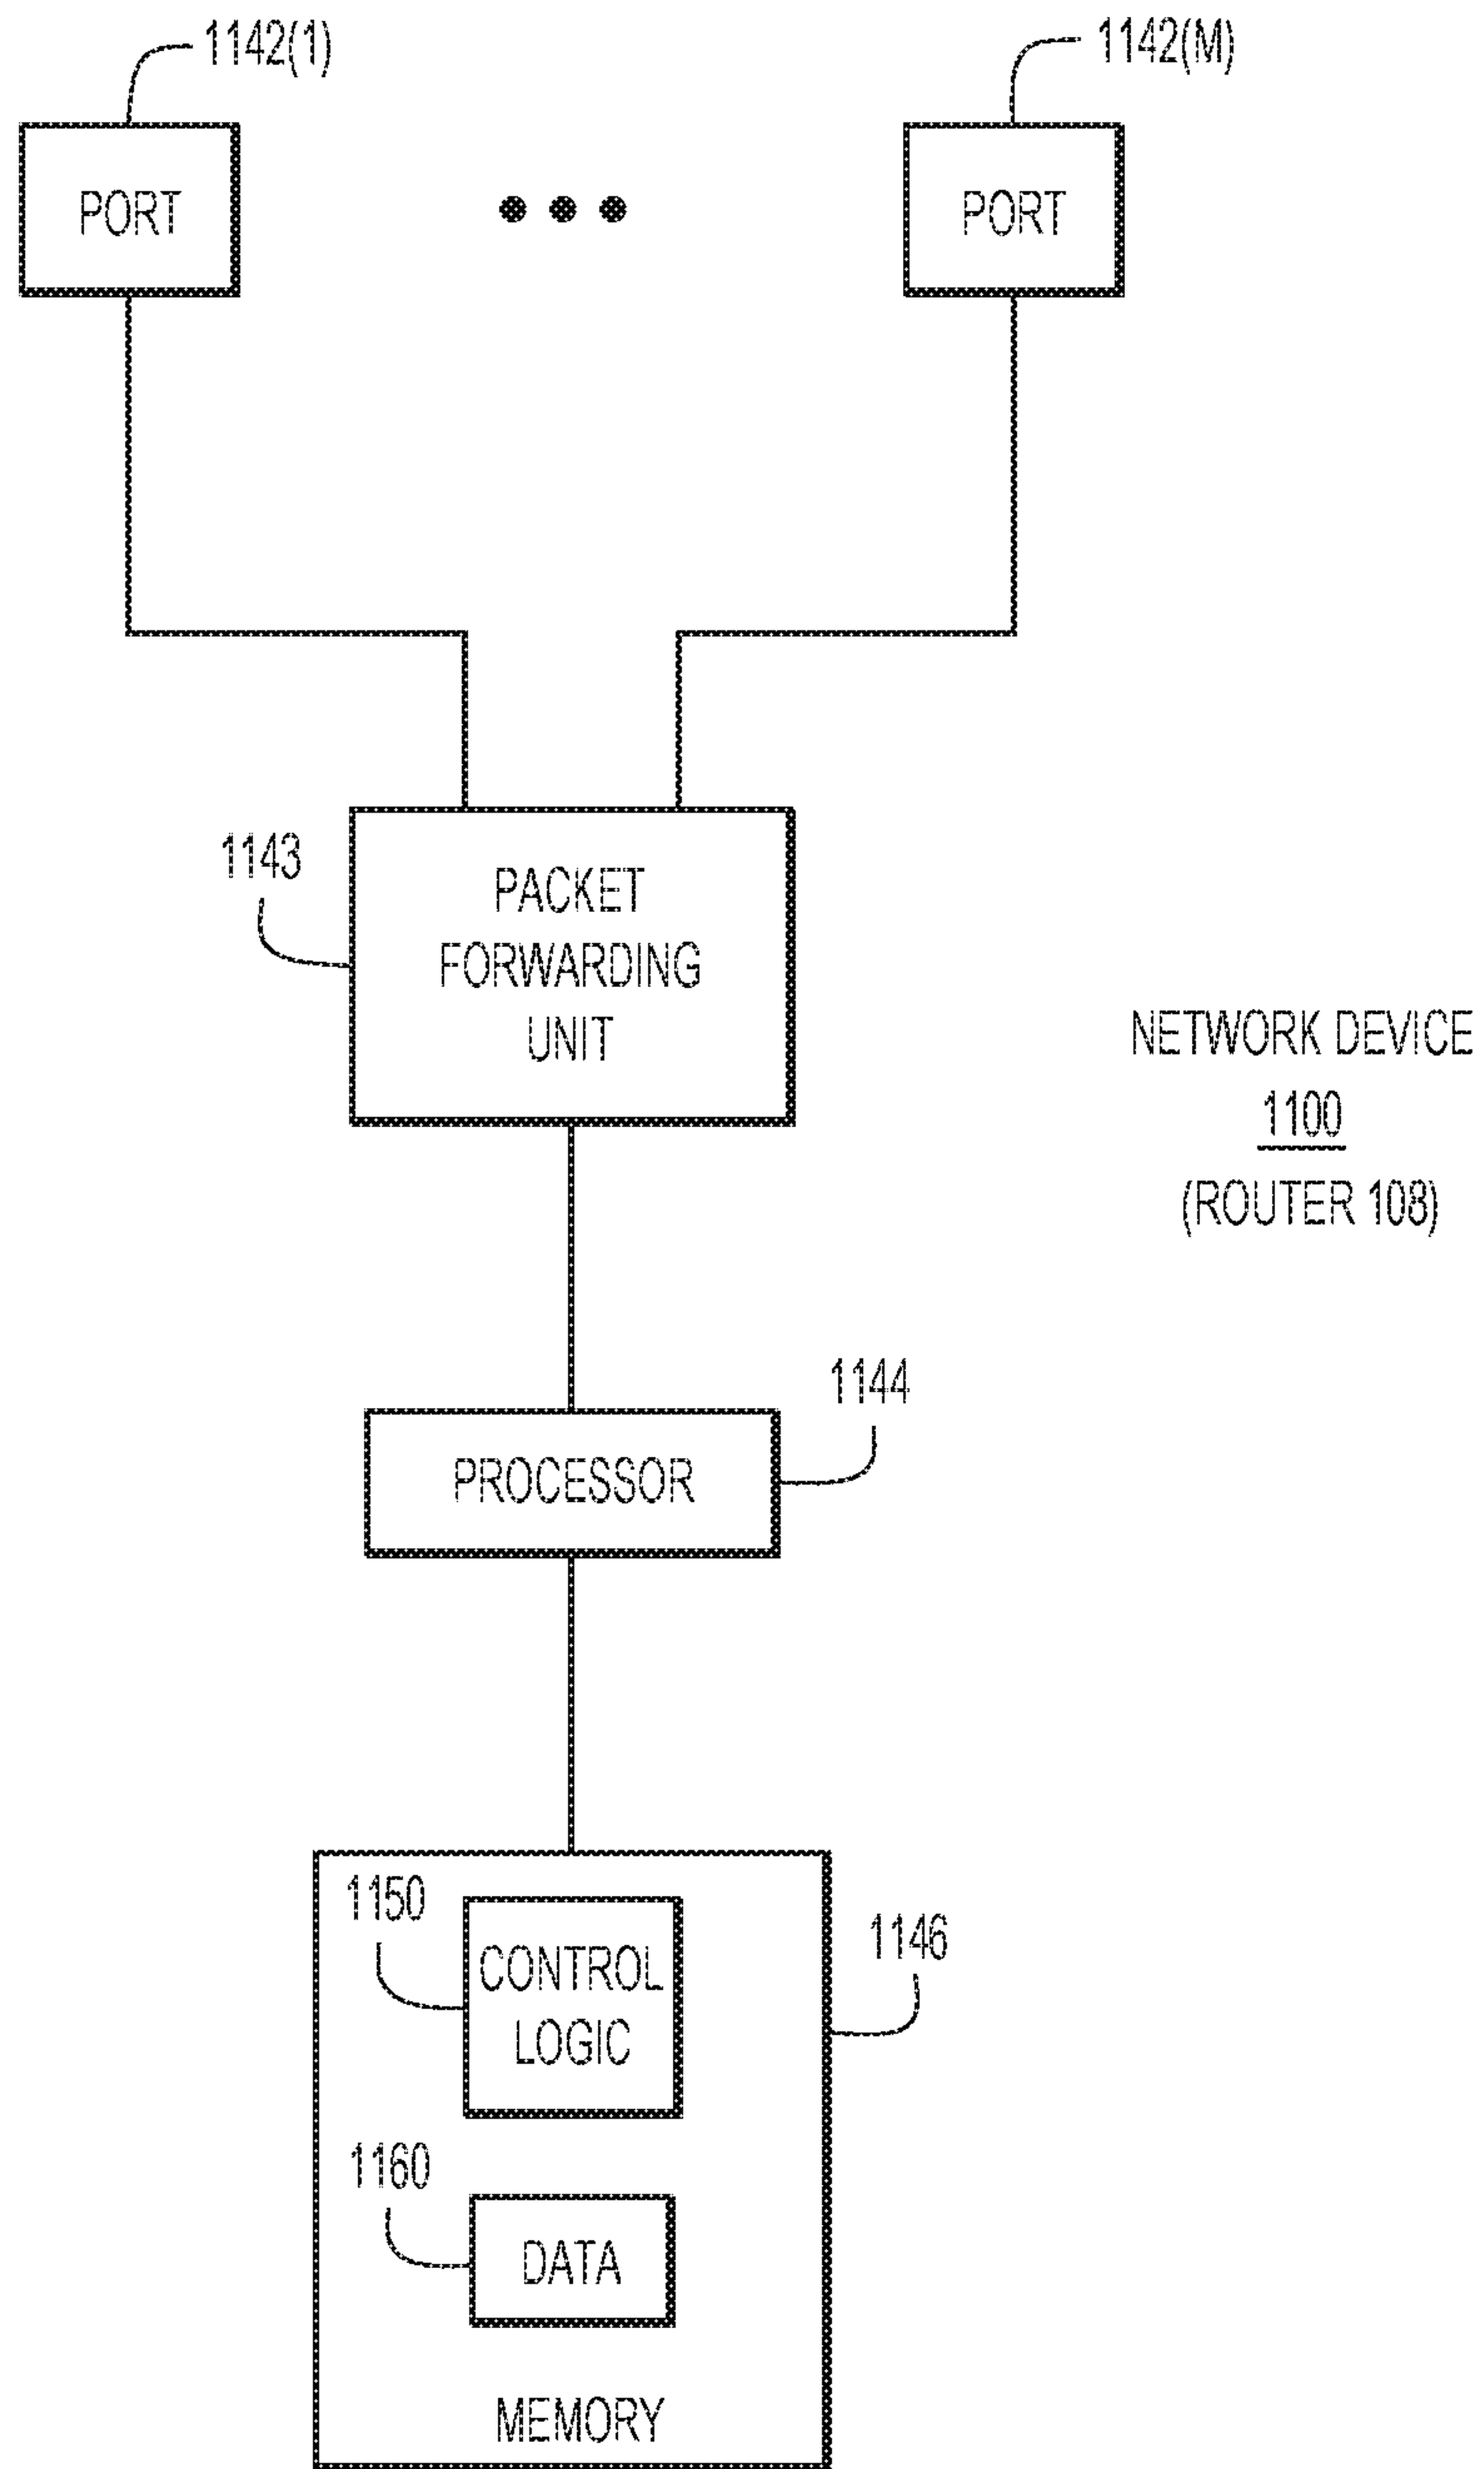 1142(1)
1142(M)
PORT
PORT
1143
PACKET
FORWARDING
UNIT
NETWORK DEVICE
1100
(ROUTER 108)
1144
PROCESSOR
1150
CONTROL
LOGIC
1146
1160
DATA
MEMORY